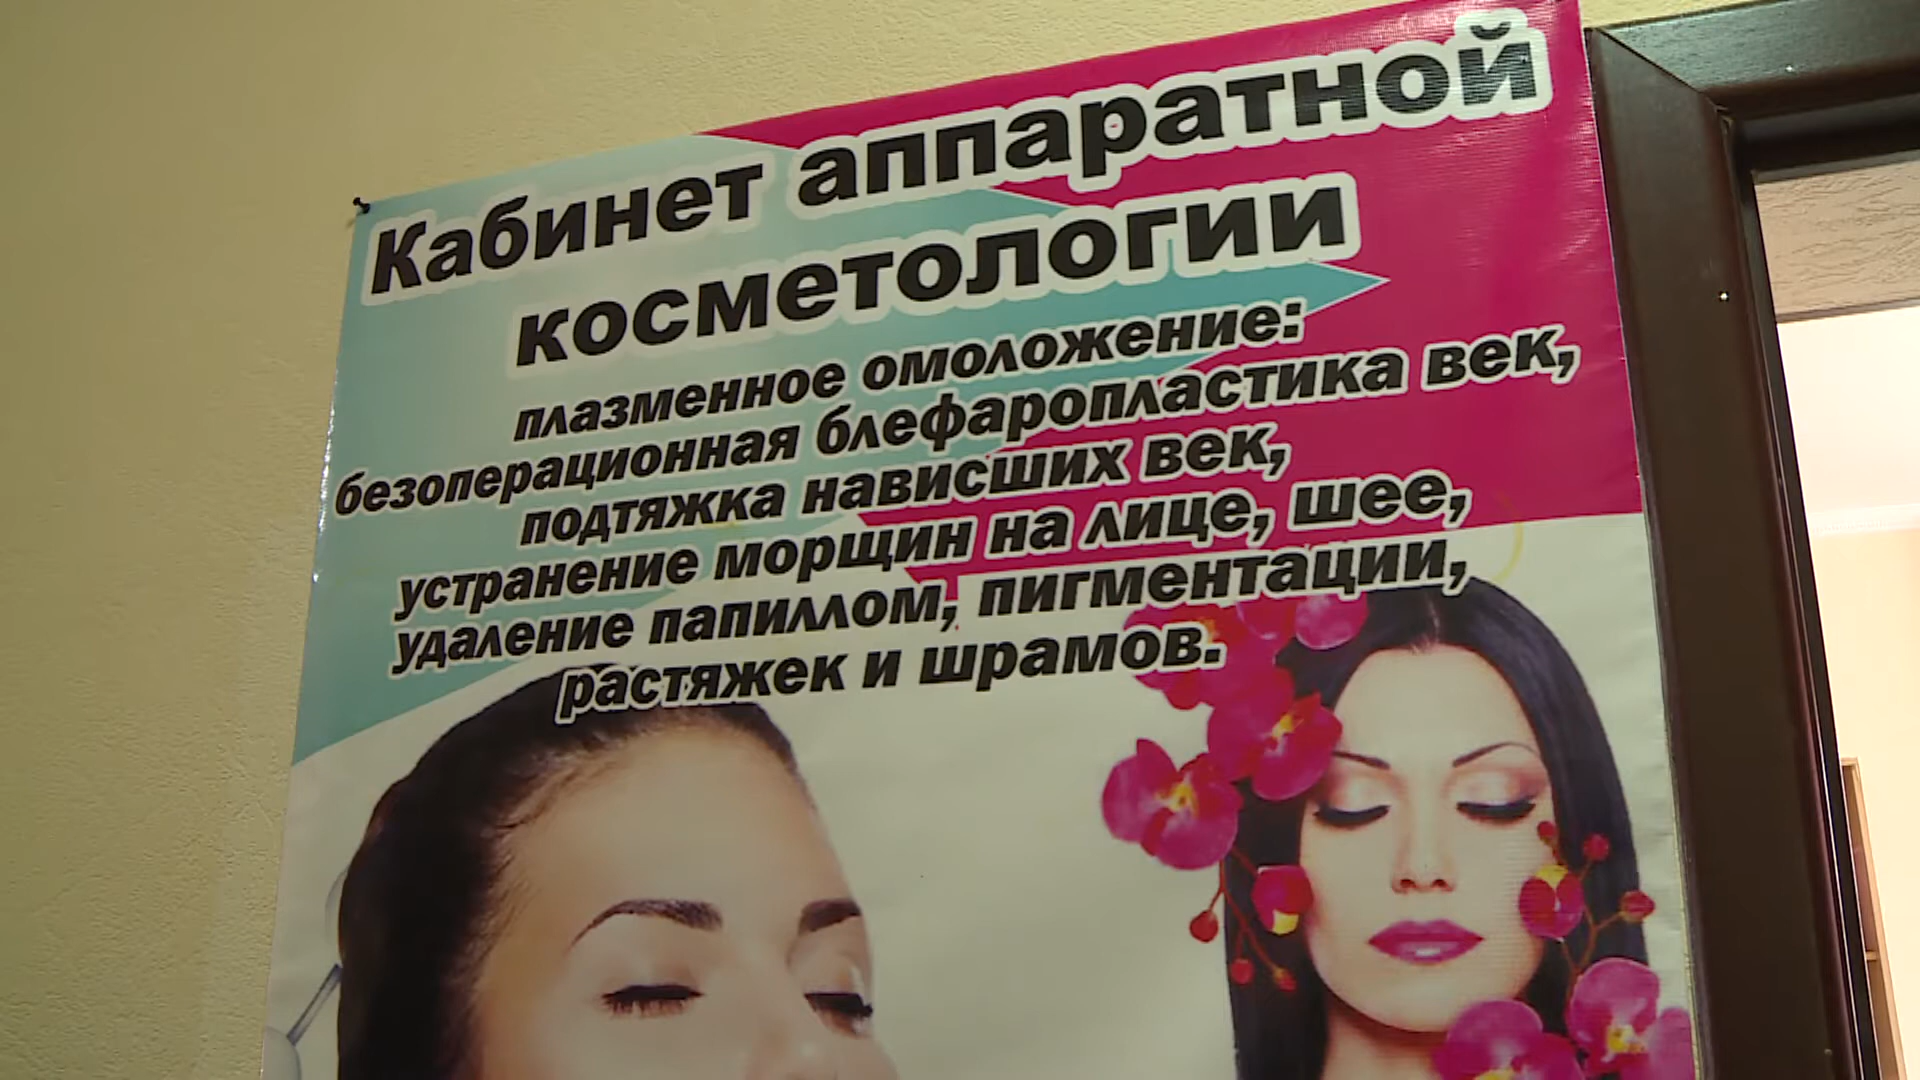 Кабинет аппаратной
косметологии
плазменное омоложение:
безоперационная блефаропластика век,
подтяжка нависших век,
устранение морщин на лице, шее,
удаление папиллом, пигментации,
растяжек и шрамов.